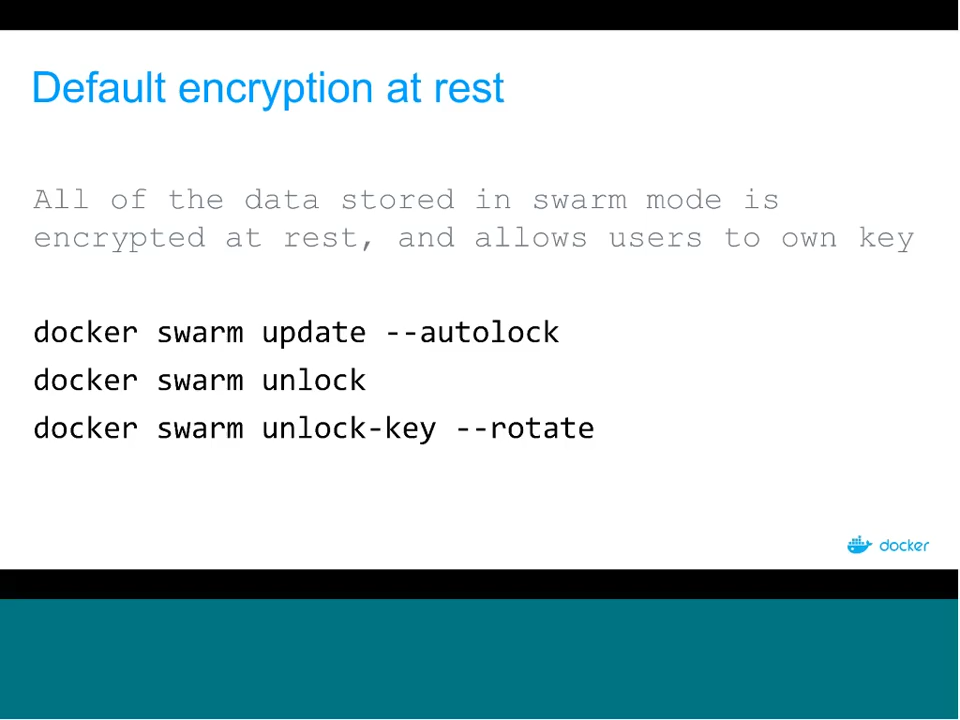 Default encryption at rest
All of the data stored in swarm mode is
encrypted at rest, and allows users to own key
docker swarm update --autolock
docker swarm unlock
docker swarm unlock-key --rotate
docker